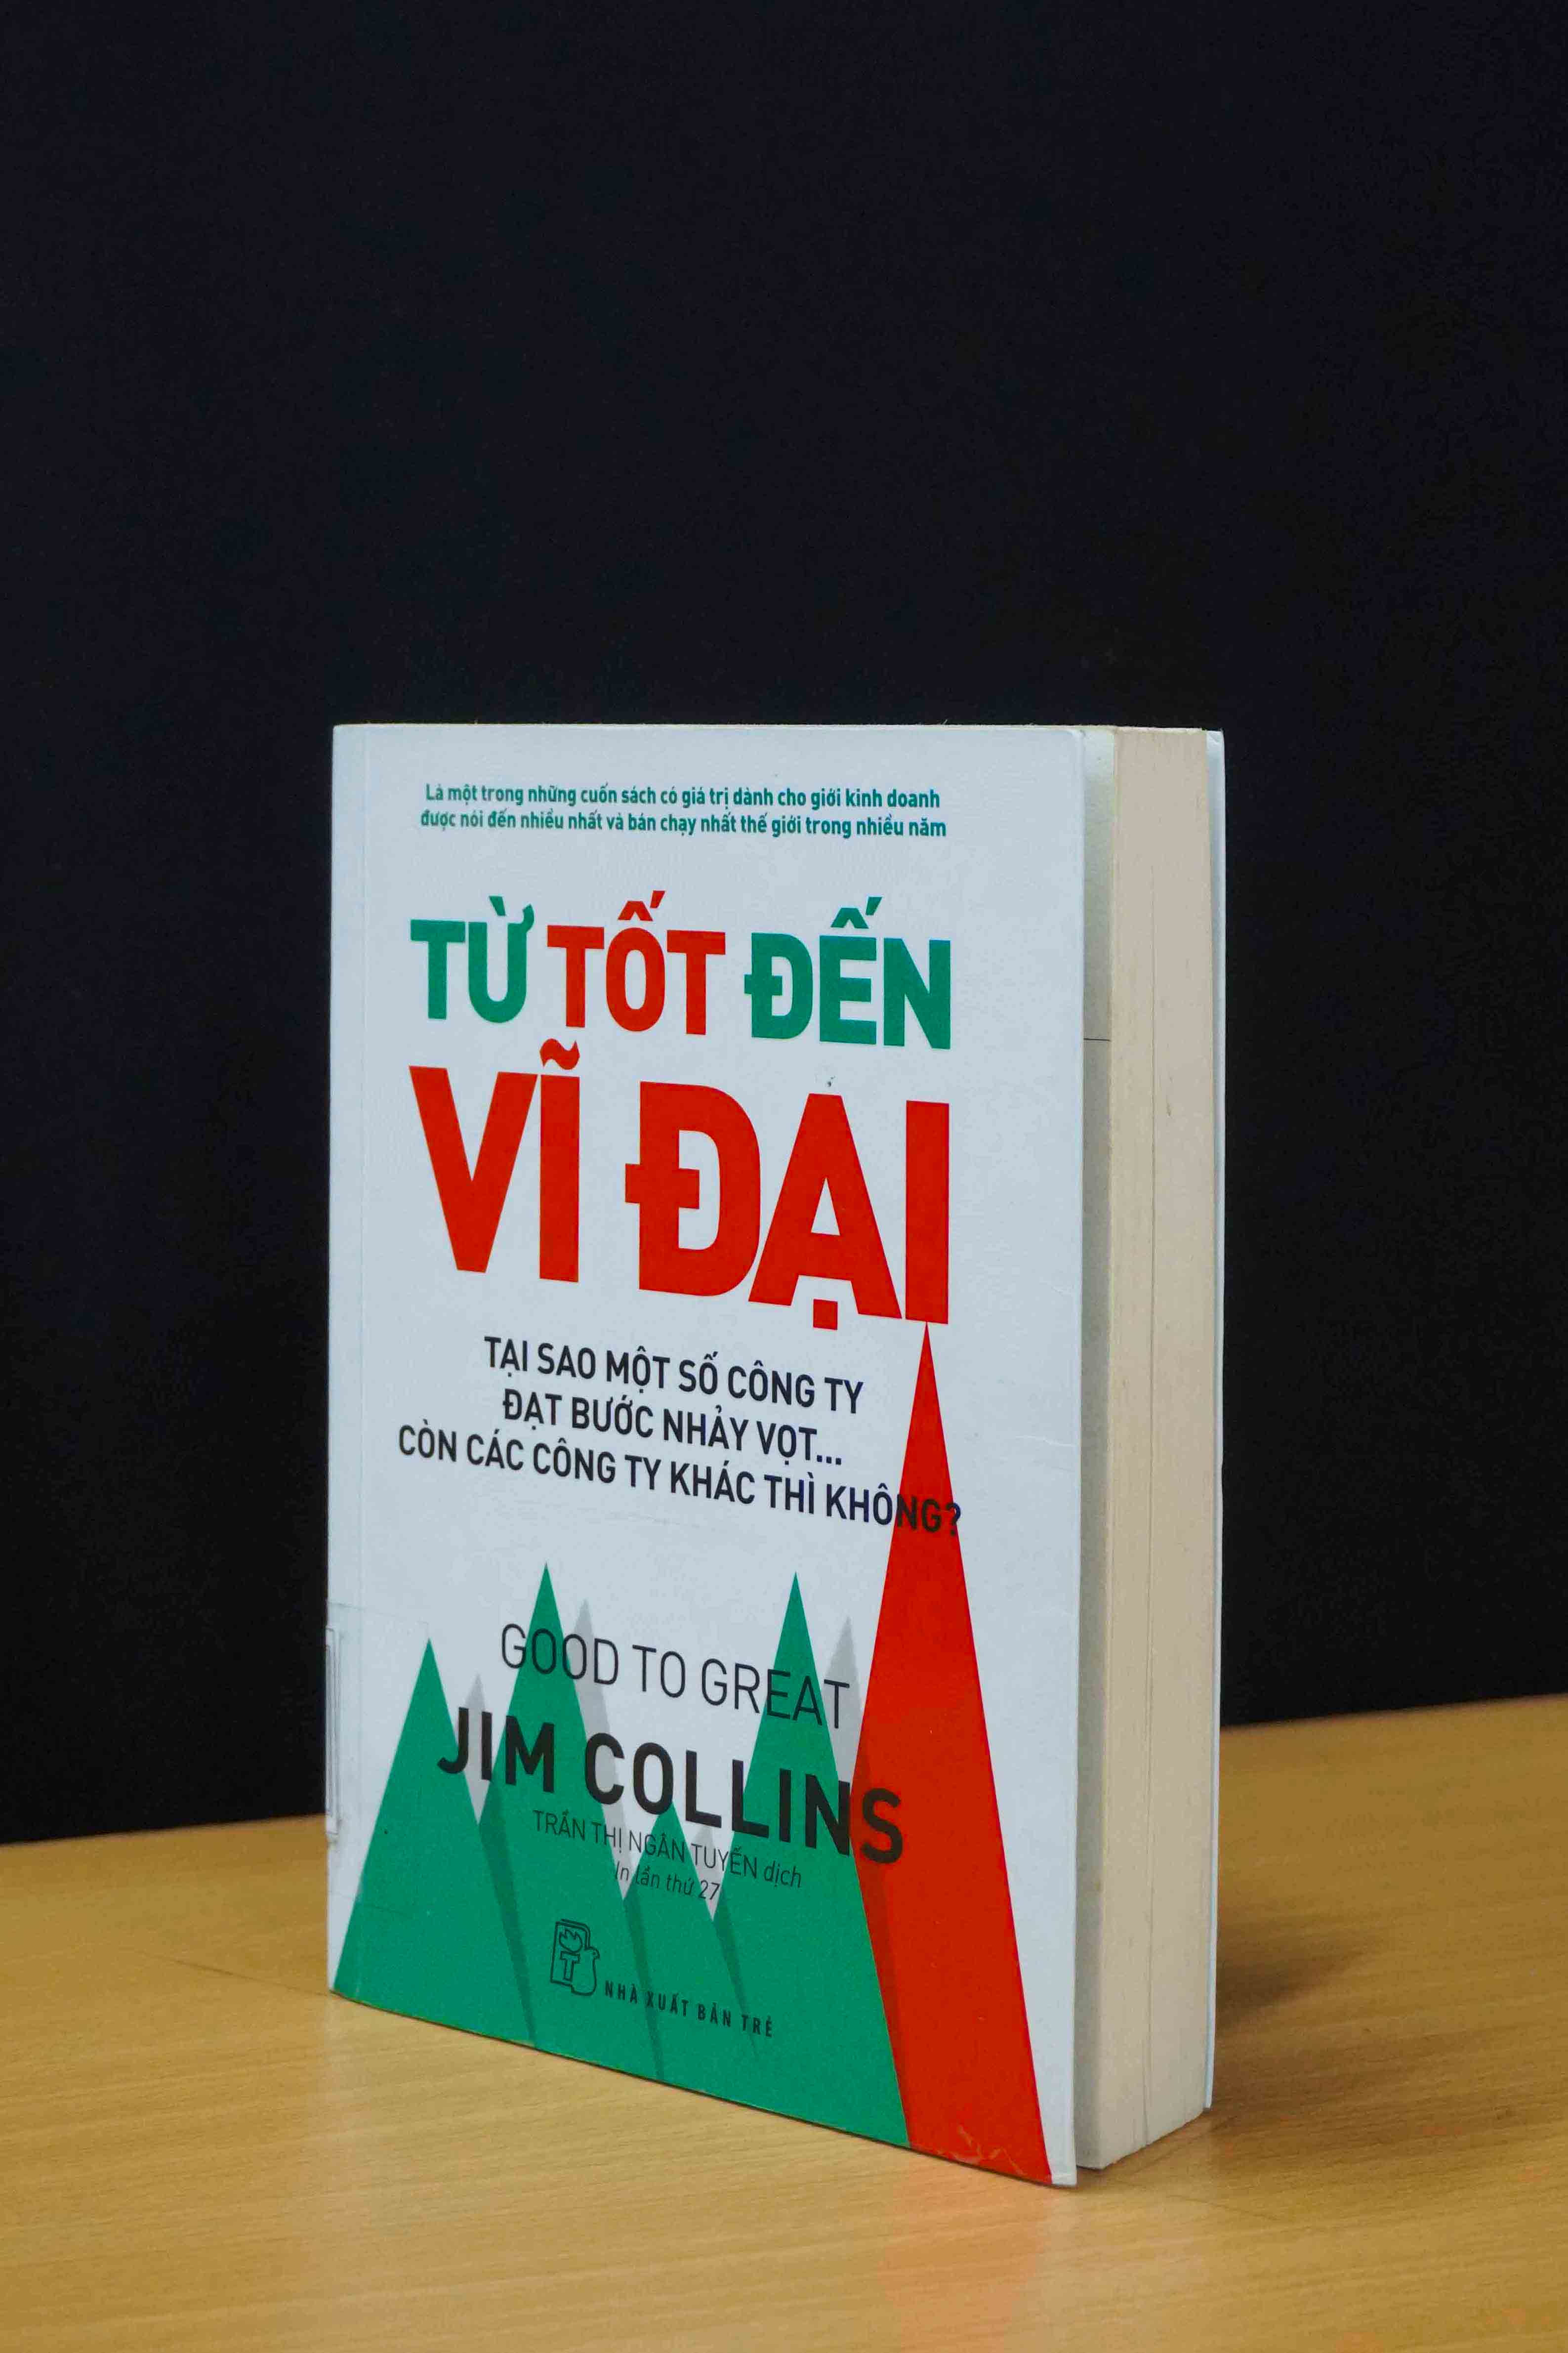 Là một trong những cuốn sách có giá trị dành cho giới kinh doanh
được nói đến nhiều nhất và bán chạy nhất thế giới trong nhiều năm
TỪ TỐT ĐẾN
VĨ ĐẠI
TẠI SAO MỘT SỐ CÔNG TY
ĐẠT BƯỚC NHẢY VỌT...
CÒN CÁC CÔNG TY KHÁC THÌ KHÔNG?
GOOD TO GREAT
JIM COLLINS
TRẦN THỊ NGÂN TUYẾN dịch
In lần thứ 27
NHÀ XUẤT BẢN TRẺ